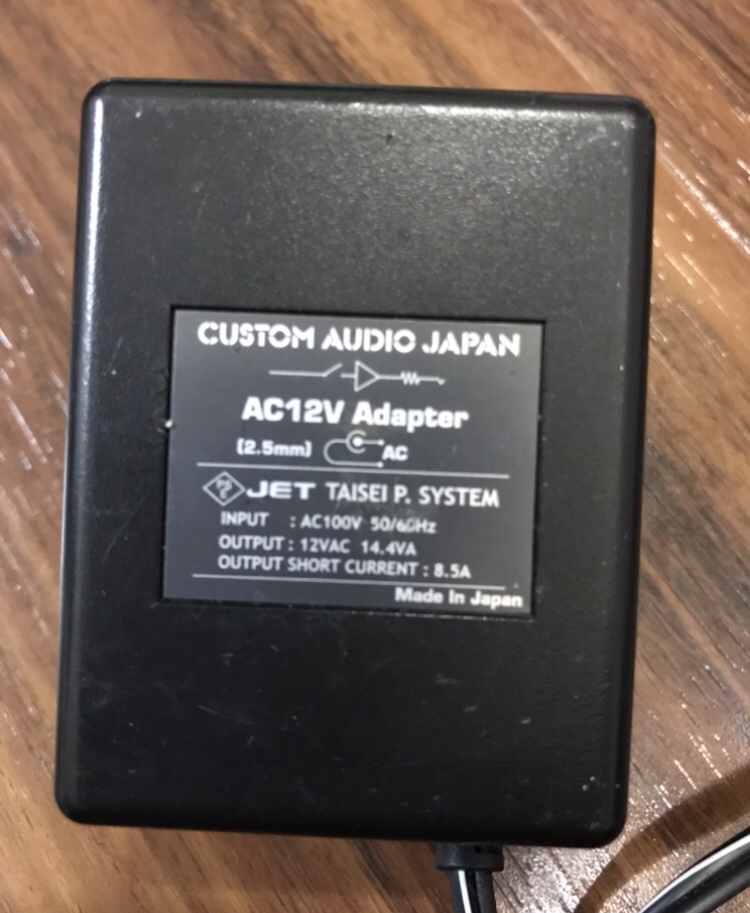 CUSTOM AUDIO JAPAN
AC12V Adapter
(2.5mm) AC
PS
E JET TAISEI P. SYSTEM
INPUT : AC100V 50/60Hz
OUTPUT : 12VAC 14.4VA
OUTPUT SHORT CURRENT : 8.5A
Made In Japan